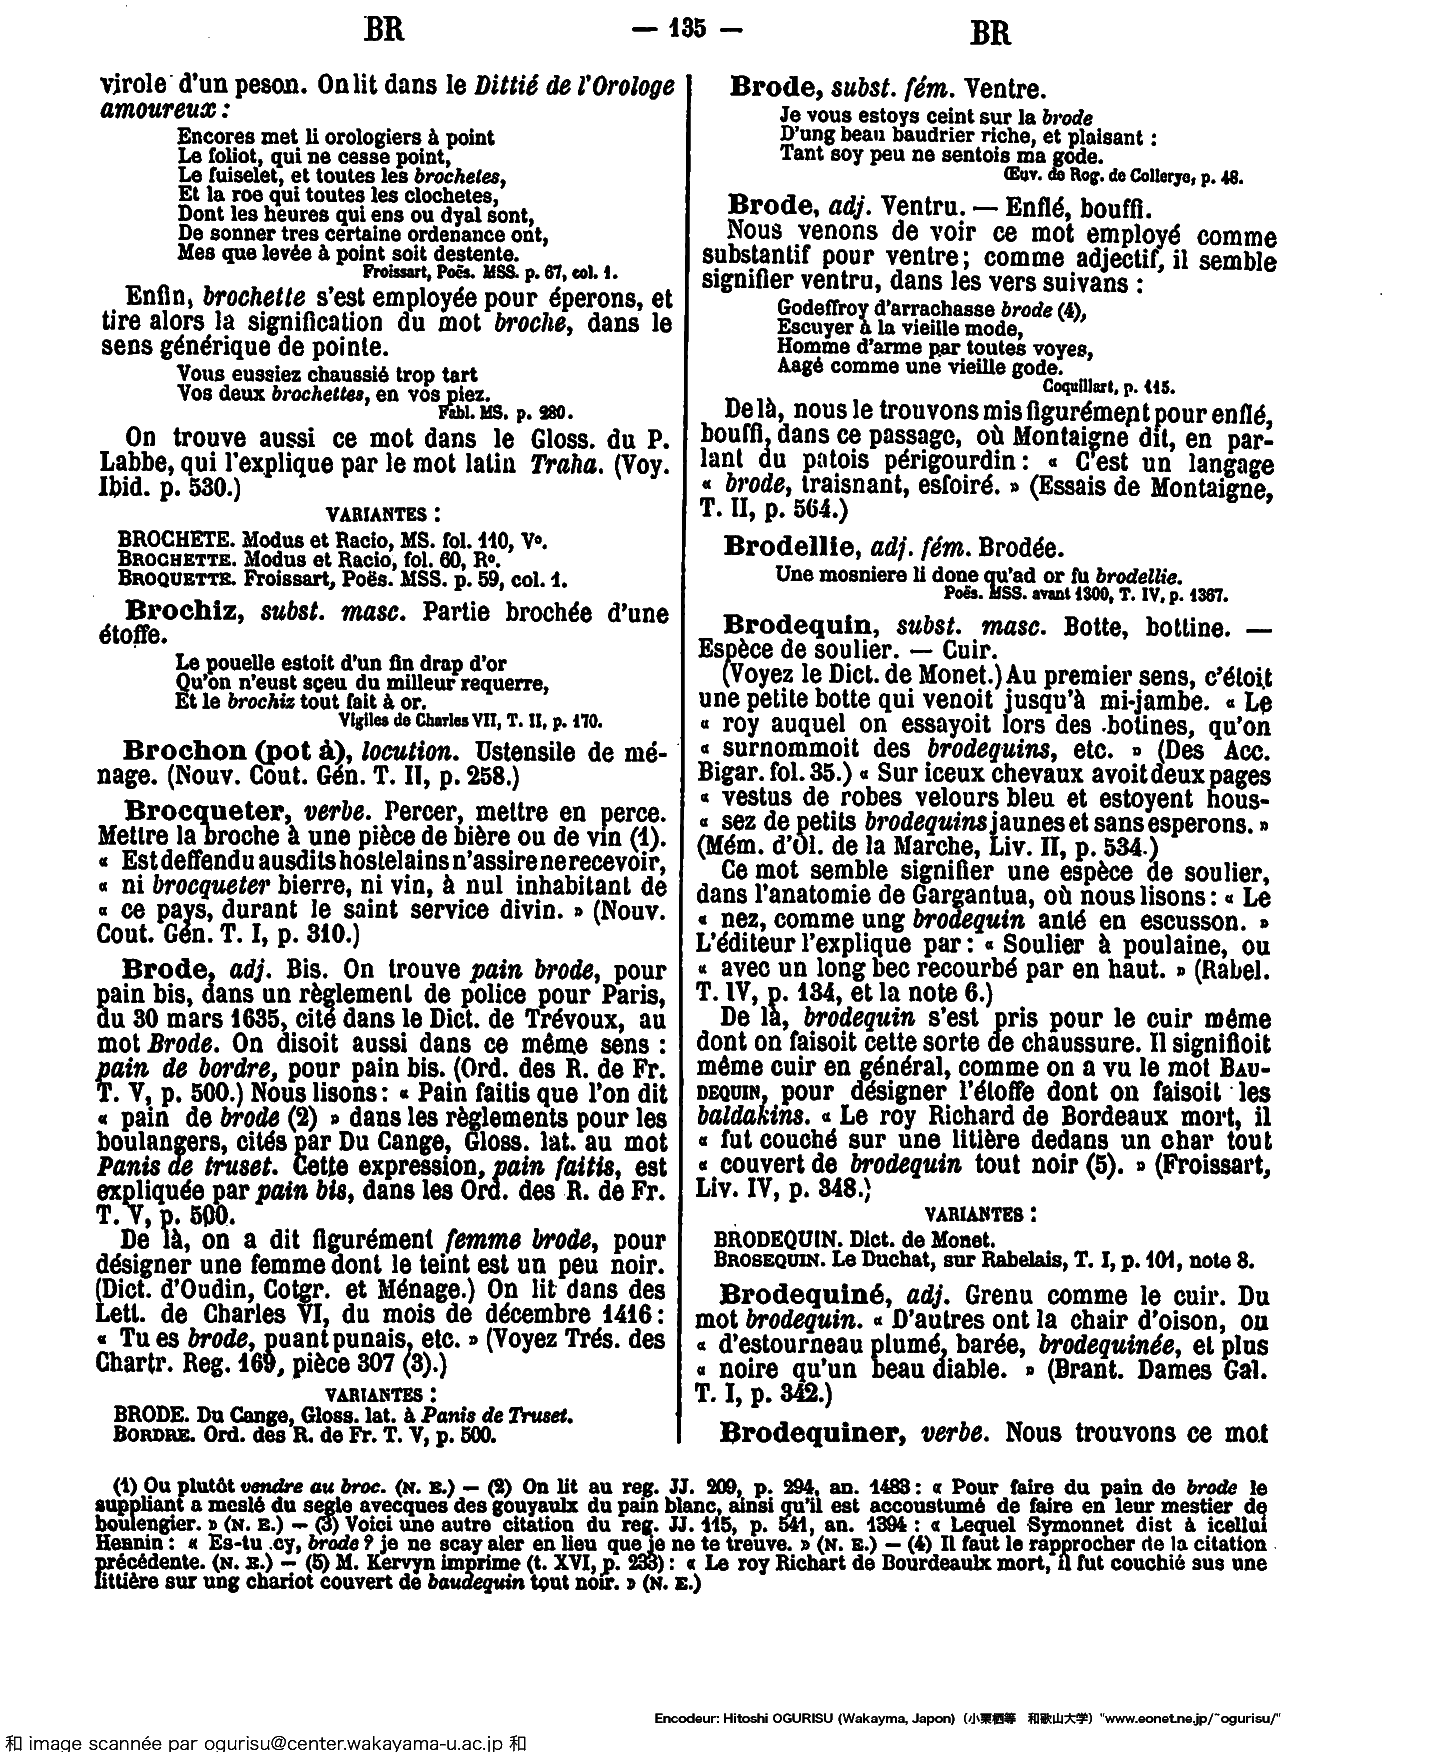 BR
— 135 —
BR
virole d'un peson. On lit dans le Dittié de l'Orologe
amoureux :
Encores met li orologiers à point
Le foliot, qui ne cesse point,
Le fuiselet, et toutes les brochetes,
Et la roe qui toutes les clochetes,
Dont les heures qui ens ou dyal sont,
De sonner tres certaine ordenance ont,
Mes que levée à point soit destente.
Froissart, Poës. MSS. p. 67, col. 1.
Enfin, brochette s'est employée pour éperons, et
tire alors la signification du mot broche, dans le
sens générique de pointe.
Vous eussiez chaussié trop tart
Vos deux brochettes, en vos piez.
Fabl. MS. p. 280.
On trouve aussi ce mot dans le Gloss. du P.
Labbe, qui l'explique par le mot latin Traha. (Voy.
Ibid. p. 530.)
VARIANTES :
BROCHETE. Modus et Racio, MS. fol. 110, V°.
BROCHETTE. Modus et Racio, fol. 60, R°.
BROQUETTE. Froissart, Poës. MSS. p. 59, col. 1.
Brochiz, subst. masc. Partie brochée d'une
étoffe.
Le pouelle estoit d'un fin drap d'or
Qu'on n'eust sçeu du milleur requerre,
Et le brochiz tout fait à or.
Vigiles de Charles VII, T. II, p. 170.
Brochon (pot à), locution. Ustensile de mé-
nage. (Nouv. Cout. Gén. T. II, p. 258.)
Brocqueter, verbe. Percer, mettre en perce.
Mettre la broche à une pièce de bière ou de vin (1).
« Est deffendu ausdits hostelains n'assire ne recevoir,
« ni brocqueter bierre, ni vin, à nul inhabitant de
« ce pays, durant le saint service divin. » (Nouv.
Cout. Gén. T. I, p. 310.)
Brode, adj. Bis. On trouve pain brode, pour
pain bis, dans un règlement de police pour Paris,
du 30 mars 1635, cité dans le Dict. de Trévoux, au
mot Brode. On disoit aussi dans ce même sens :
pain de bordre, pour pain bis. (Ord. des R. de Fr.
T. V, p. 500.) Nous lisons : « Pain faitis que l'on dit
« pain de brode (2) » dans les règlements pour les
boulangers, cités par Du Cange, Gloss. lat. au mot
Panis de truset. Cette expression, pain faitis, est
expliquée par pain bis, dans les Ord. des R. de Fr.
T. V, p. 500.
De là, on a dit figurément femme brode, pour
désigner une femme dont le teint est un peu noir.
(Dict. d'Oudin, Cotgr. et Ménage.) On lit dans des
Lett. de Charles VI, du mois de décembre 1416 :
« Tu es brode, puant punais, etc. » (Voyez Trés. des
Chartr. Reg. 169, pièce 307 (3).)
VARIANTES :
BRODE. Du Cange, Gloss. lat. à Panis de Truset.
BORDRE. Ord. des R. de Fr. T. V, p. 500.
Brode, subst. fém. Ventre.
Je vous estoys ceint sur la brode
D'ung beau baudrier riche, et plaisant :
Tant soy peu ne sentois ma gode.
Œuv. de Rog. de Collerye, p. 48.
Brode, adj. Ventru. — Enflé, bouffi.
Nous venons de voir ce mot employé comme
substantif pour ventre ; comme adjectif, il semble
signifier ventru, dans les vers suivans :
Godeffroy d'arrachasse brode (4),
Escuyer à la vieille mode,
Homme d'arme par toutes voyes,
Aagé comme une vieille gode.
Coquillart, p. 115.
De là, nous le trouvons mis figurément pour enflé,
bouffi, dans ce passage, où Montaigne dit, en par-
lant du patois périgourdin : « C'est un langage
« brode, traisnant, esfoiré. » (Essais de Montaigne,
T. II, p. 564.)
Brodellie, adj. fém. Brodée.
Une mosniere li done qu'ad or fu brodellie.
Poës. MSS. avant 1300, T. IV, p. 1367.
Brodequin, subst. masc. Botte, bottine. —
Espèce de soulier. — Cuir.
(Voyez le Dict. de Monet.) Au premier sens, c'étoit
une petite botte qui venoit jusqu'à mi-jambe. « Le
« roy auquel on essayoit lors des botines, qu'on
« surnommoit des brodequins, etc. » (Des Acc.
Bigar. fol. 35.) « Sur iceux chevaux avoit deux pages
« vestus de robes velours bleu et estoyent hous-
« sez de petits brodequins jaunes et sans esperons. »
(Mém. d'Ol. de la Marche, Liv. II, p. 534.)
Ce mot semble signifier une espèce de soulier,
dans l'anatomie de Gargantua, où nous lisons : « Le
« nez, comme ung brodequin anté en escusson. »
L'éditeur l'explique par : « Soulier à poulaine, ou
« avec un long bec recourbé par en haut. » (Rabel.
T. IV, p. 134, et la note 6.)
De là, brodequin s'est pris pour le cuir même
dont on faisoit cette sorte de chaussure. Il signifioit
même cuir en général, comme on a vu le mot BAU-
DEQUIN, pour désigner l'étoffe dont on faisoit les
baldakins. « Le roy Richard de Bordeaux mort, il
« fut couché sur une litière dedans un char tout
« couvert de brodequin tout noir (5). » (Froissart,
Liv. IV, p. 348.)
VARIANTES :
BRODEQUIN. Dict. de Monet.
BROSEQUIN. Le Duchat, sur Rabelais, T. I, p. 101, note 8.
Brodequiné, adj. Grenu comme le cuir. Du
mot brodequin. « D'autres ont la chair d'oison, ou
« d'estourneau plumé, barée, brodequinée, et plus
« noire qu'un beau diable. » (Brant. Dames Gal.
T. I, p. 342.)
Brodequiner, verbe. Nous trouvons ce mot
(1) Ou plutôt vendre au broc. (N. E.) — (2) On lit au reg. JJ. 209, p. 294, an. 1483 : « Pour faire du pain de brode le
suppliant a meslé du segle avecques des gouyaulx du pain blanc, ainsi qu'il est accoustumé de faire en leur mestier de
boulengier. » (N. E.) — (3) Voici une autre citation du reg. JJ. 115, p. 541, an. 1394 : « Lequel Symonnet dist à icellui
Hennin : « Es-tu cy, brode ? je ne scay aler en lieu que je ne te treuve. » (N. E.) — (4) Il faut le rapprocher de la citation
précédente. (N. E.) — (5) M. Kervyn imprime (t. XVI, p. 233) : « Le roy Richart de Bourdeaulx mort, il fut couchié sus une
littière sur ung chariot couvert de baudequin tout noir. » (N. E.)
Encodeur: Hitoshi OGURISU (Wakayma, Japon) (小栗栖等 和歌山大学) "www.eonet.ne.jp/~ogurisu/"
和 image scannée par ogurisu@center.wakayama-u.ac.jp 和